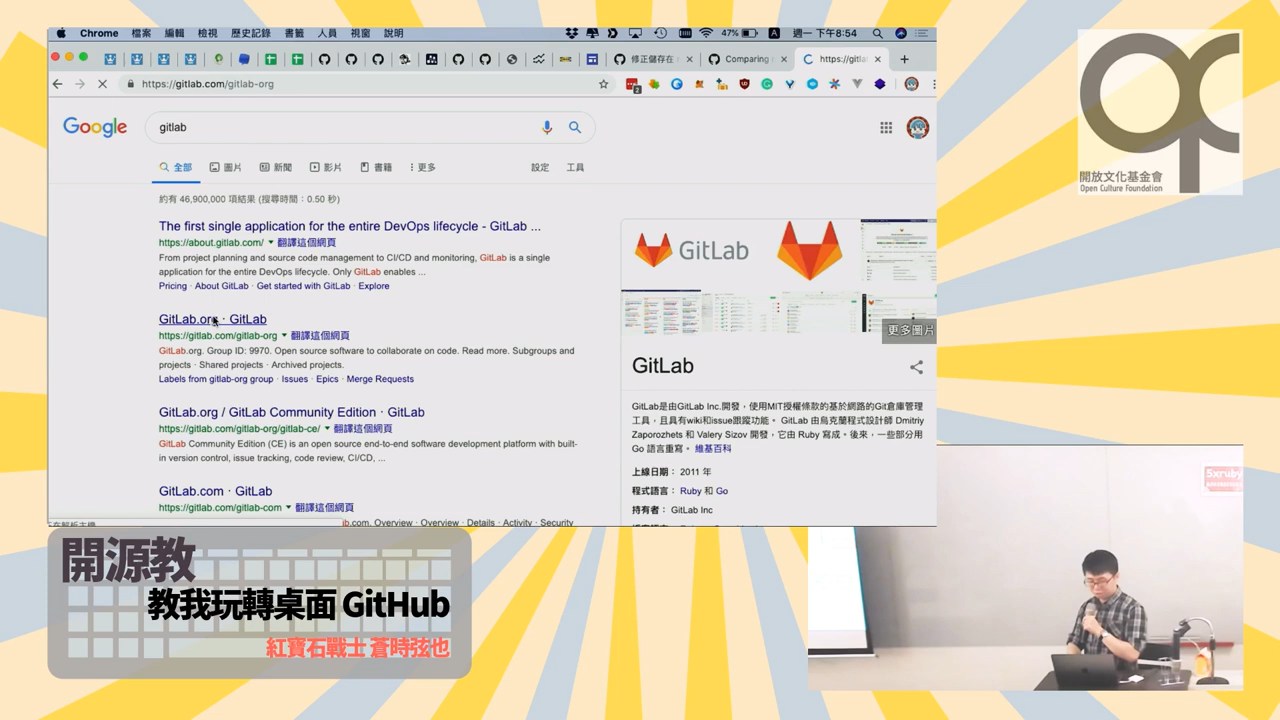 Chrome 檔案 編輯 檢視 歷史記錄 書籤 人員 視窗 說明
47% A 週一 下午8:54
修正儲存在
Comparing
https://gitla
https://gitlab.com/gitlab-org
2
Google
gitlab
全部 圖片 新聞 影片 書籍 更多 設定 工具
約有 46,900,000 項結果 (搜尋時間：0.50 秒)
The first single application for the entire DevOps lifecycle - GitLab ...
https://about.gitlab.com/ 翻譯這個網頁
From project planning and source code management to CI/CD and monitoring, GitLab is a single
application for the entire DevOps lifecycle. Only GitLab enables ...
Pricing · About GitLab · Get started with GitLab · Explore
GitLab.org · GitLab
https://gitlab.com/gitlab-org 翻譯這個網頁
GitLab.org. Group ID: 9970. Open source software to collaborate on code. Read more. Subgroups and
projects · Shared projects · Archived projects.
Labels from gitlab-org group · Issues · Epics · Merge Requests
GitLab.org / GitLab Community Edition · GitLab
https://gitlab.com/gitlab-org/gitlab-ce/ 翻譯這個網頁
GitLab Community Edition (CE) is an open source end-to-end software development platform with built-
in version control, issue tracking, code review, CI/CD, ...
GitLab.com · GitLab
https://gitlab.com/gitlab-com 翻譯這個網頁
.com. Overview · Overview · Details · Activity · Security
GitLab
更多圖片
GitLab
GitLab是由GitLab Inc.開發，使用MIT授權條款的基於網路的Git倉庫管理
工具，且具有wiki和issue跟蹤功能。 GitLab 由烏克蘭程式設計師 Dmitriy
Zaporozhets 和 Valery Sizov 開發，它由 Ruby 寫成。後來，一些部分用
Go 語言重寫。 維基百科
上線日期： 2011 年
程式語言： Ruby 和 Go
持有者： GitLab Inc
開放文化基金會
Open Culture Foundation
5xruby
開源教
教我玩轉桌面 GitHub
紅寶石戰士 蒼時弦也